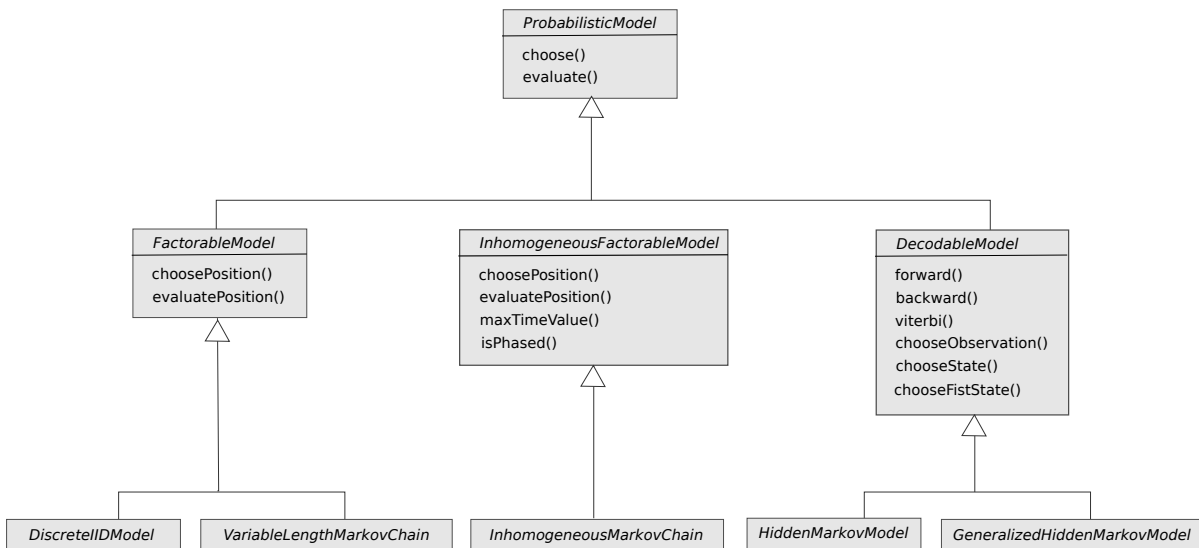 ProbabilisticModel
choose()
evaluate()
FactorableModel
choosePosition()
evaluatePosition()
InhomogeneousFactorableModel
choosePosition()
evaluatePosition()
maxTimeValue()
isPhased()
DecodableModel
forward()
backward()
viterbi()
chooseObservation()
chooseState()
chooseFistState()
DiscreteIIDModel
VariableLengthMarkovChain
InhomogeneousMarkovChain
HiddenMarkovModel
GeneralizedHiddenMarkovModel